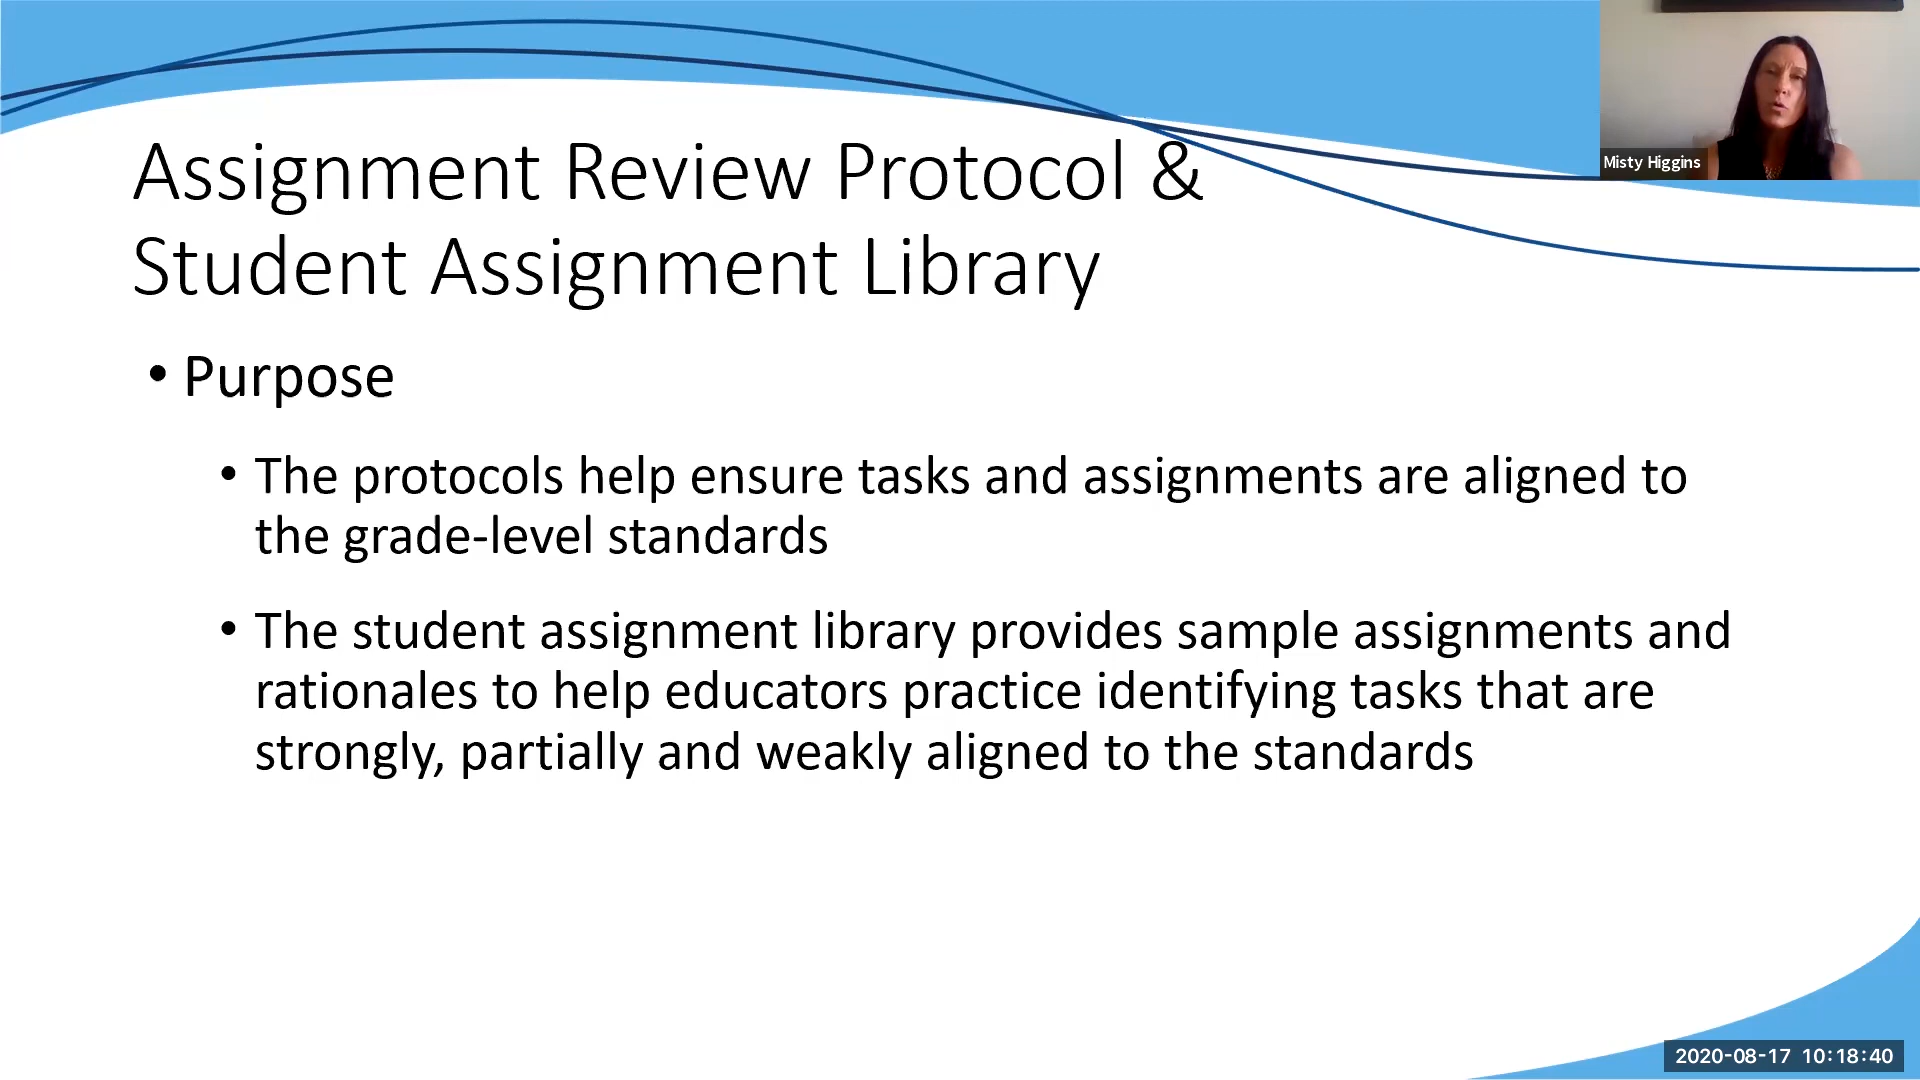 Misty Higgins
Assignment Review Protocol &
Student Assignment Library
• Purpose
• The protocols help ensure tasks and assignments are aligned to
the grade-level standards
• The student assignment library provides sample assignments and
rationales to help educators practice identifying tasks that are
strongly, partially and weakly aligned to the standards
2020-08-17 10:18:40